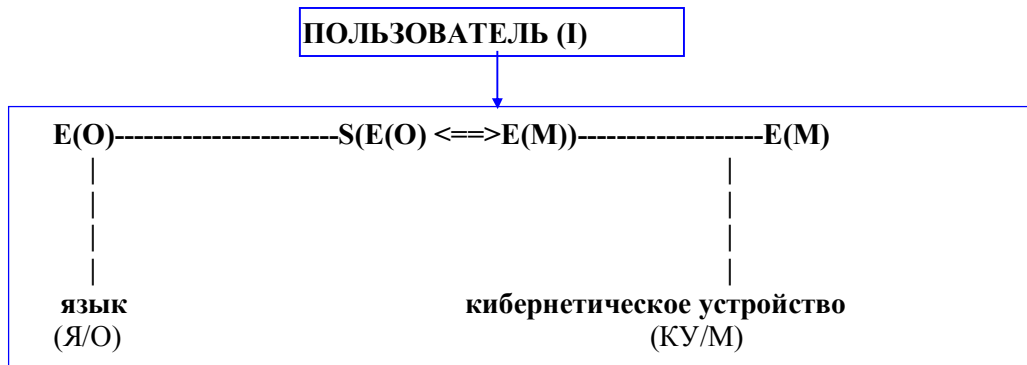 ПОЛЬЗОВАТЕЛЬ (I)
E(O)----------------------S(E(O) <==>E(M))------------------E(M)
| |
| |
| |
| |
| |
язык кибернетическое устройство
(Я/О) (КУ/М)